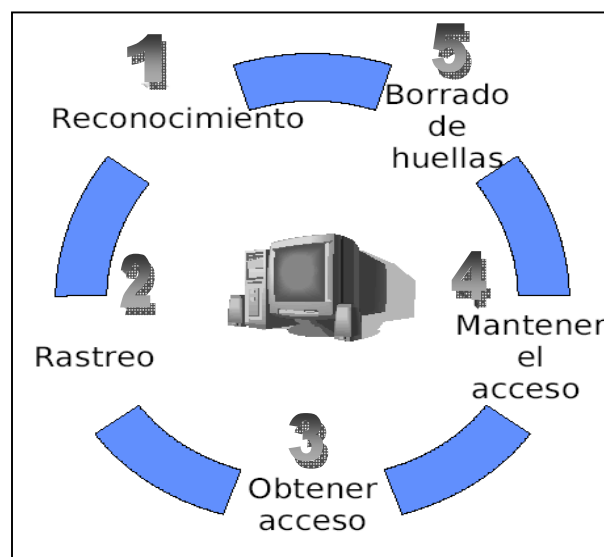 1
Reconocimiento
2
Rastreo
3
Obtener
acceso
4
Mantener
el
acceso
5
Borrado
de
huellas